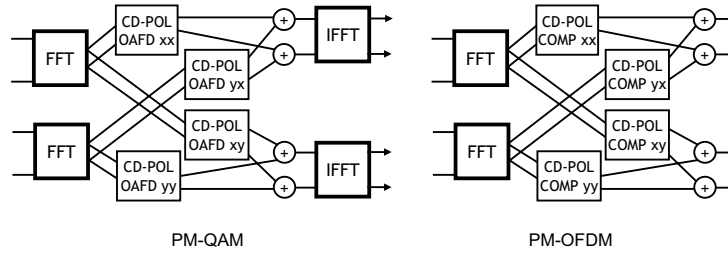 FFT
CD-POL
OAFD xx
CD-POL
OAFD yx
+
+
IFFT
FFT
CD-POL
OAFD xy
CD-POL
OAFD yy
+
+
IFFT
PM-QAM
FFT
CD-POL
COMP xx
CD-POL
COMP yx
+
+
FFT
CD-POL
COMP xy
CD-POL
COMP yy
+
+
PM-OFDM